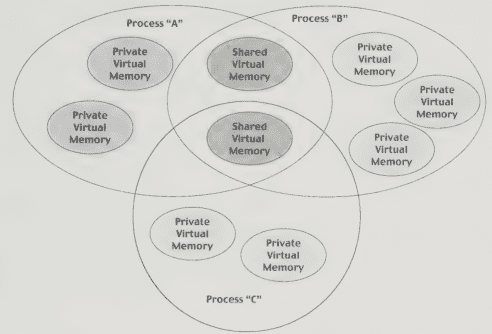 Process "A"
Process "B"
Private
Virtual
Memory
Shared
Virtual
Memory
Private
Virtual
Memory
Private
Virtual
Memory
Private
Virtual
Memory
Shared
Virtual
Memory
Private
Virtual
Memory
Private
Virtual
Memory
Private
Virtual
Memory
Process "C"